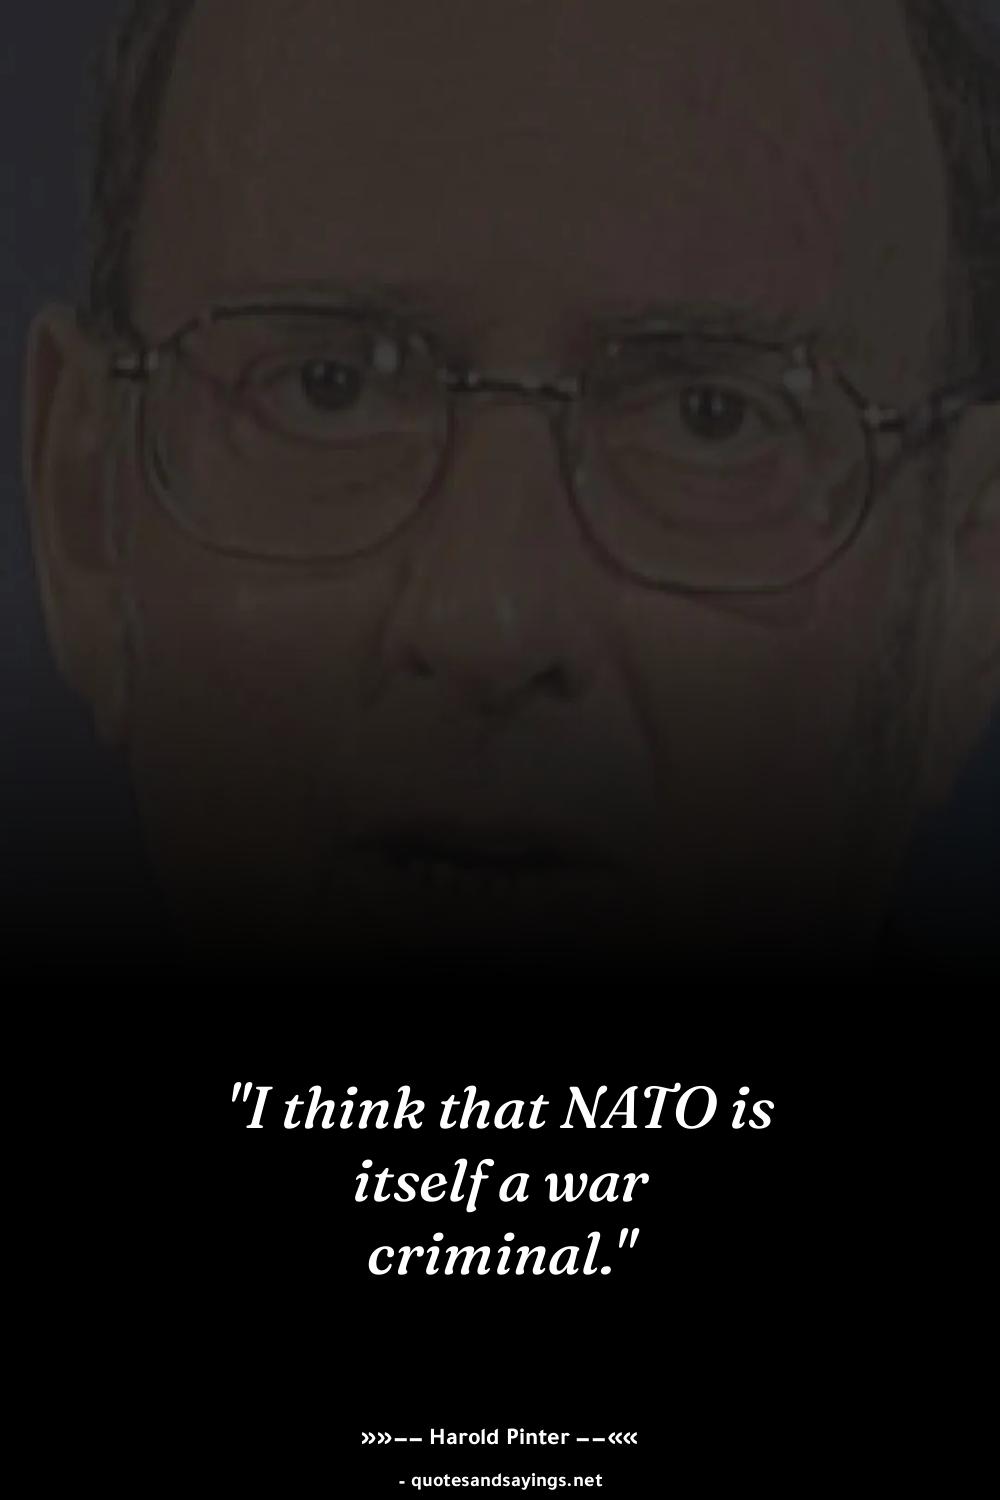 "I think that NATO is
itself a war
criminal."
»»—— Harold Pinter ——««
- quotesandsayings.net